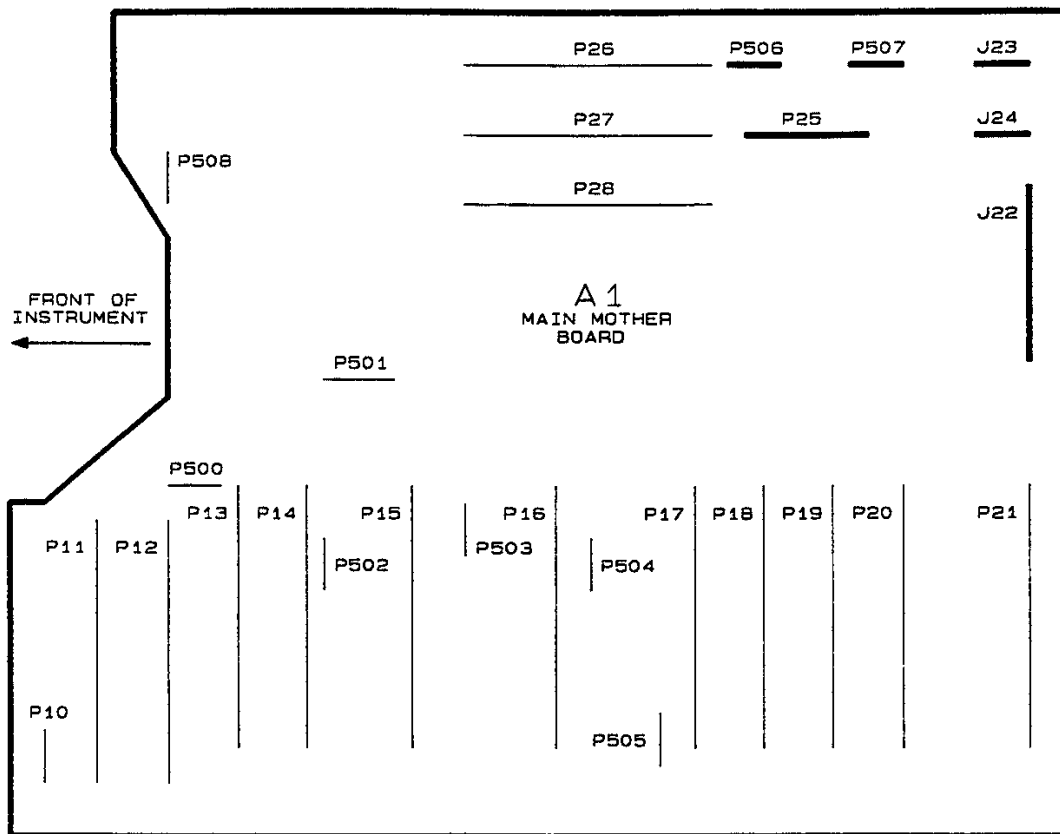 P26
P506
P507
J23
P27
P25
J24
P508
P28
J22
FRONT OF
INSTRUMENT
A1
MAIN MOTHER
BOARD
P501
P500
P13
P14
P15
P16
P17
P18
P19
P20
P21
P11
P12
P502
P503
P504
P10
P505